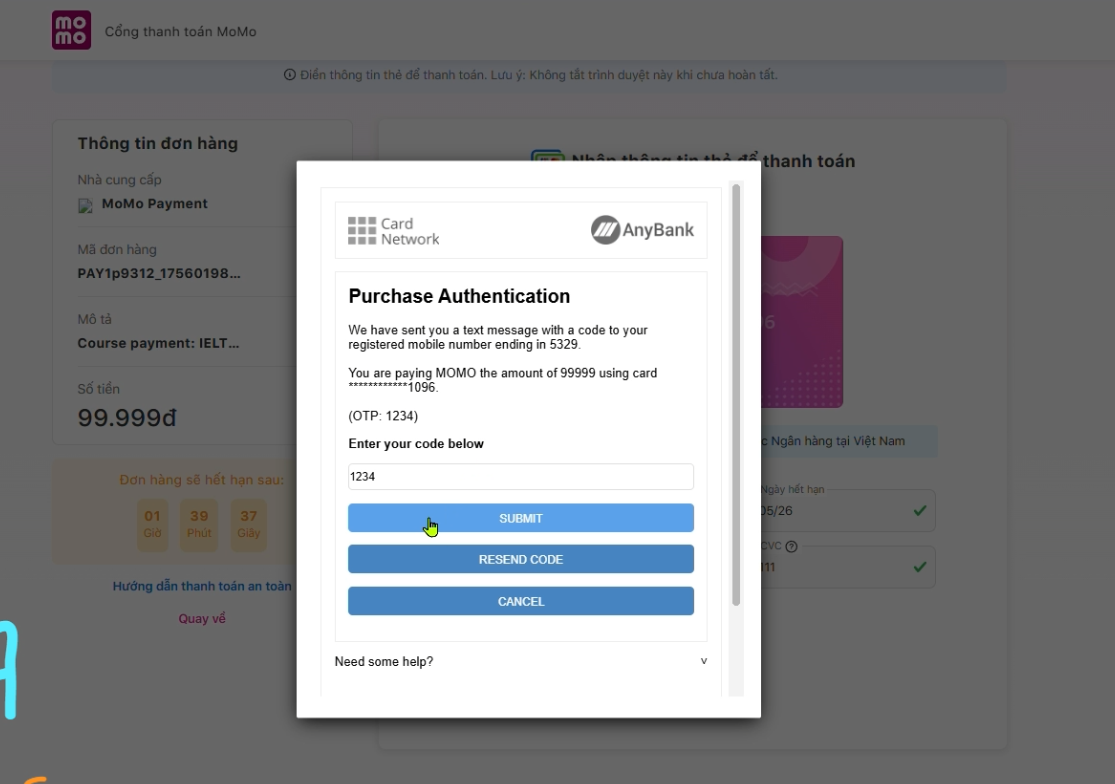 mo
mo
Cổng thanh toán MoMo
Điền thông tin thẻ để thanh toán. Lưu ý: Không tắt trình duyệt này khi chưa hoàn tất.
Thông tin đơn hàng
Nhà cung cấp
MoMo Payment
Mã đơn hàng
PAY1p9312_17560198...
Mô tả
Course payment: IELT...
Số tiền
99.999đ
Đơn hàng sẽ hết hạn sau:
01 39 37
Giờ Phút Giây
Hướng dẫn thanh toán an toàn
Quay về
Nhập thông tin thẻ để thanh toán
Card
Network
AnyBank
Purchase Authentication
We have sent you a text message with a code to your
registered mobile number ending in 5329.
You are paying MOMO the amount of 99999 using card
************1096.
(OTP: 1234)
Enter your code below
1234
SUBMIT
RESEND CODE
CANCEL
Need some help? v
Ngân hàng tại Việt Nam
Ngày hết hạn
05/26
CVC